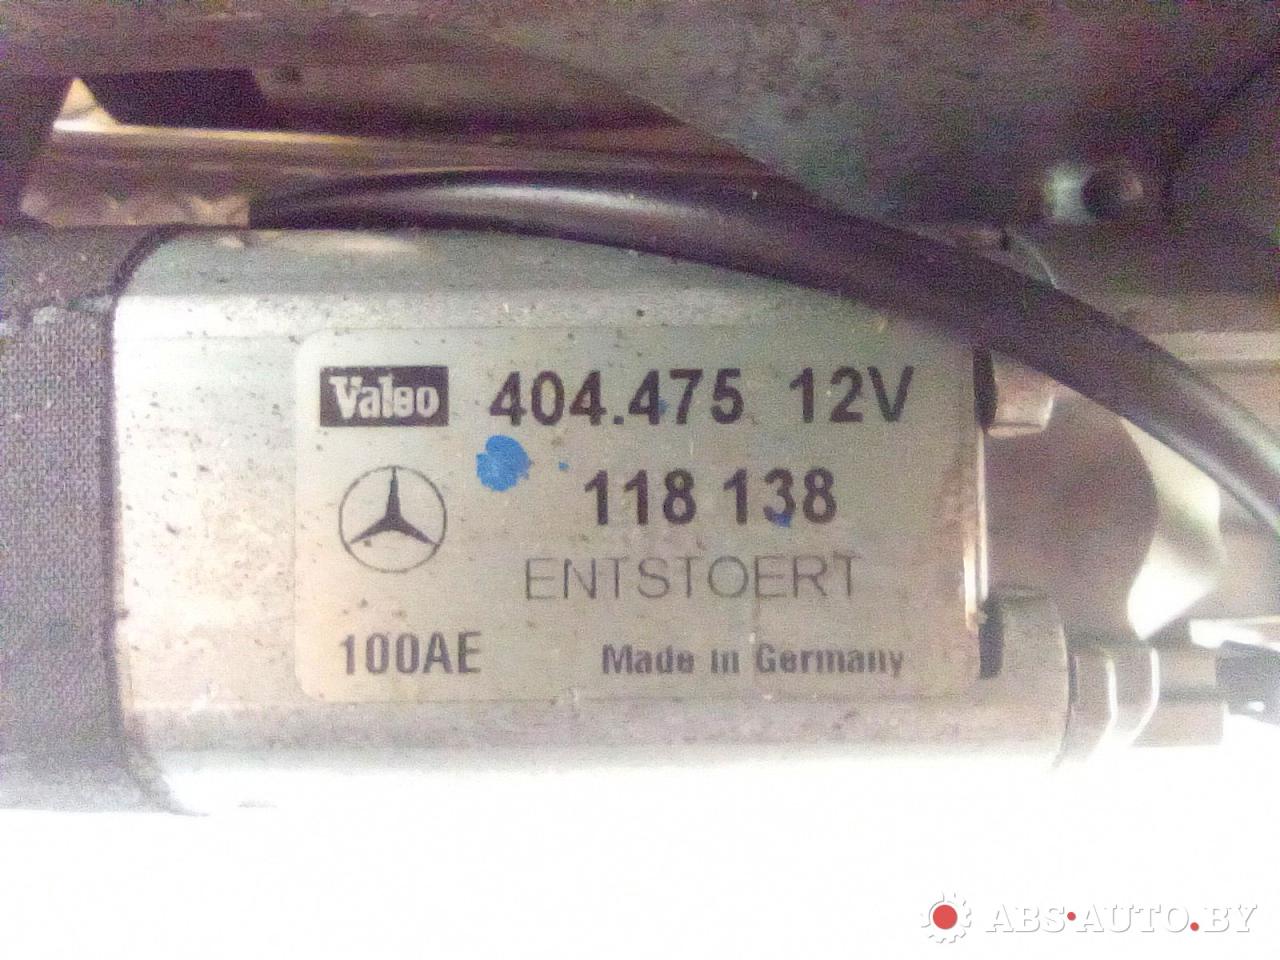 Valeo 404.475 12V
118 138
ENTSTOERT
100AE Made in Germany
ABS-AUTO.BY